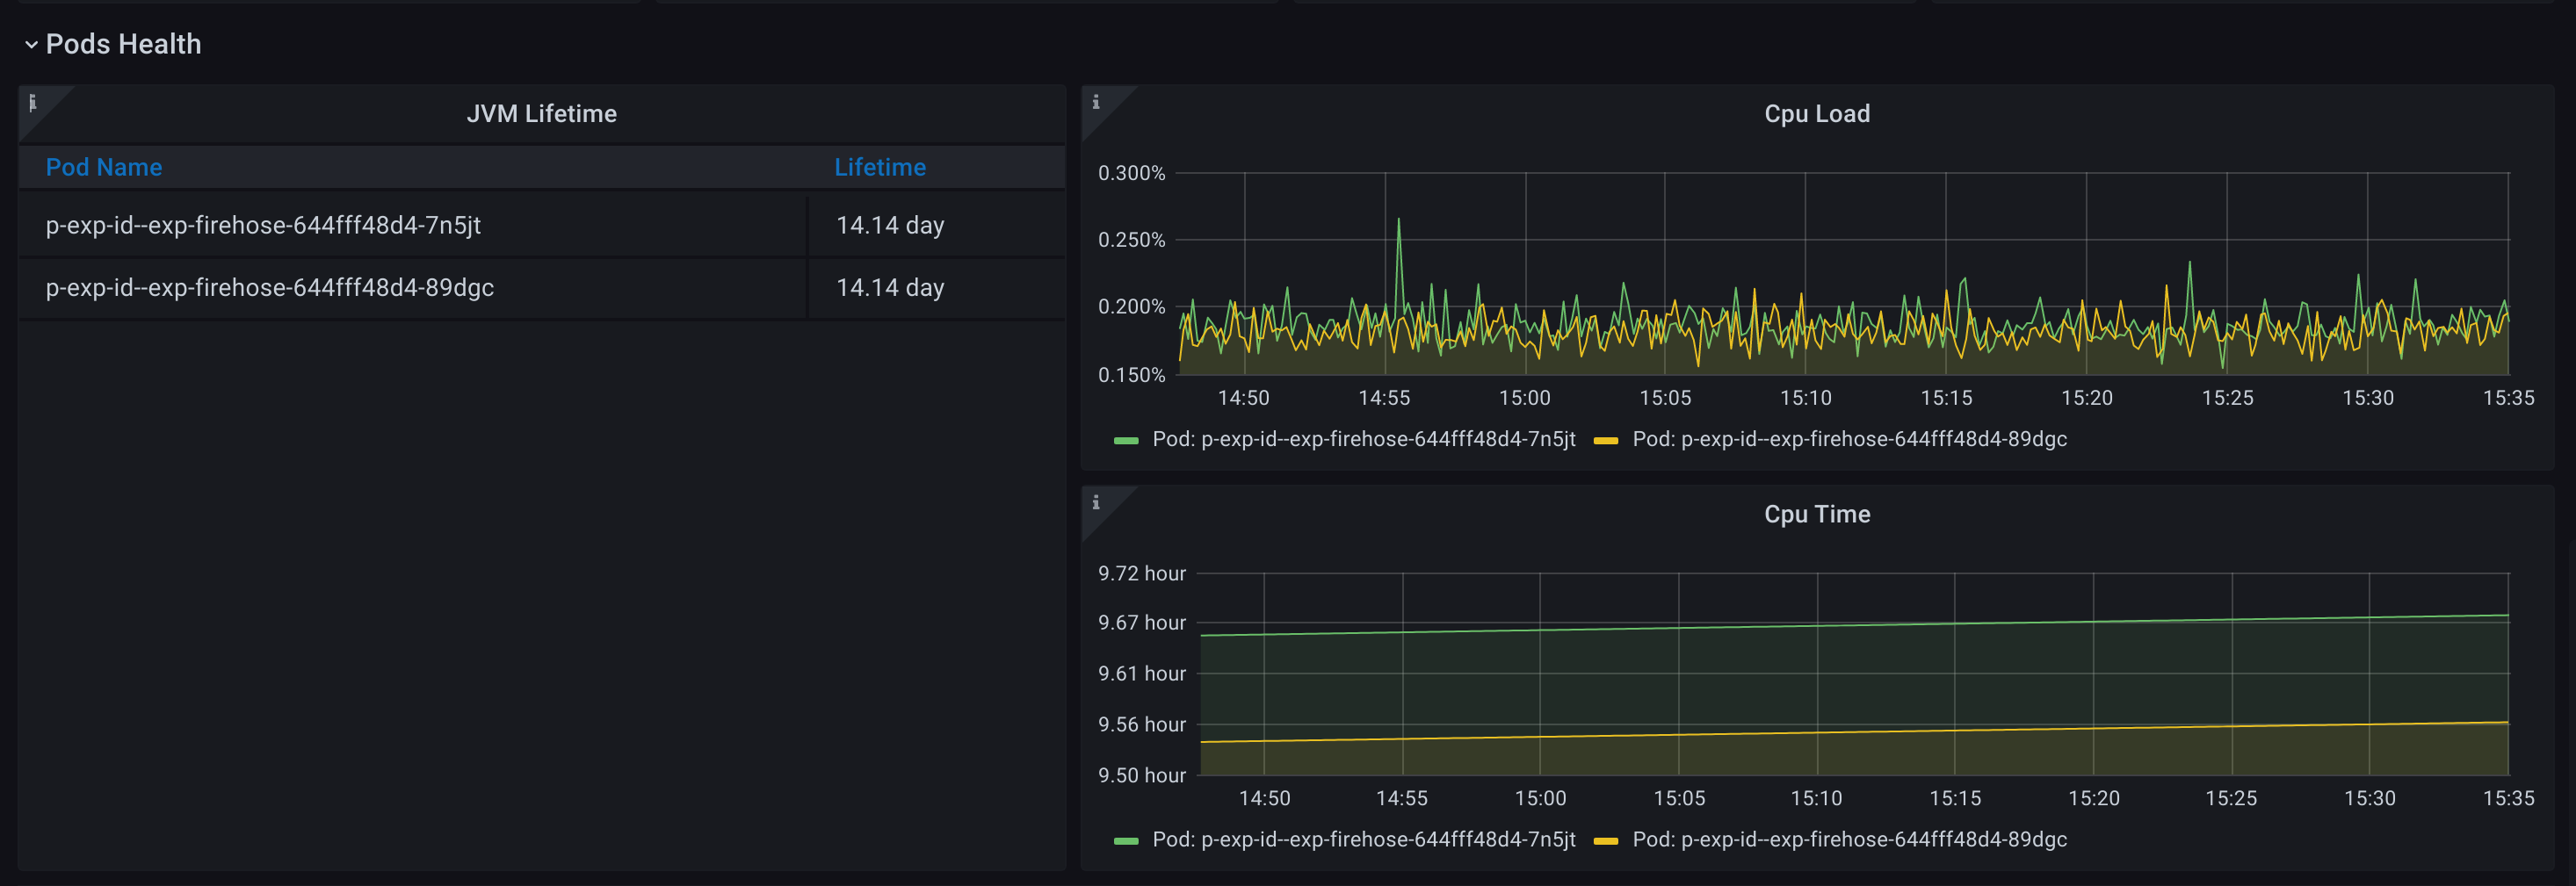 Pods Health
JVM Lifetime
Pod Name Lifetime
p-exp-id--exp-firehose-644fff48d4-7n5jt 14.14 day
p-exp-id--exp-firehose-644fff48d4-89dgc 14.14 day
Cpu Load
0.300%
0.250%
0.200%
0.150%
14:50 14:55 15:00 15:05 15:10 15:15 15:20 15:25 15:30 15:35
Pod: p-exp-id--exp-firehose-644fff48d4-7n5jt Pod: p-exp-id--exp-firehose-644fff48d4-89dgc
Cpu Time
9.72 hour
9.67 hour
9.61 hour
9.56 hour
9.50 hour
14:50 14:55 15:00 15:05 15:10 15:15 15:20 15:25 15:30 15:35
Pod: p-exp-id--exp-firehose-644fff48d4-7n5jt Pod: p-exp-id--exp-firehose-644fff48d4-89dgc